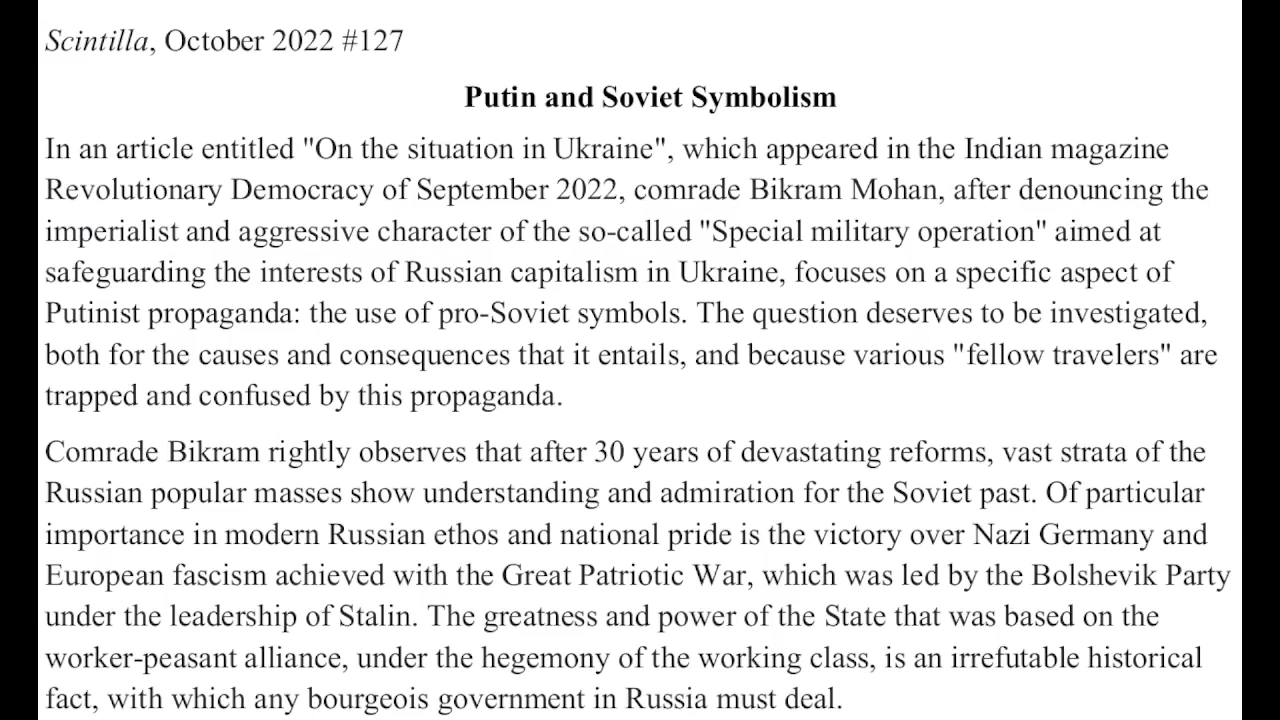 Scintilla, October 2022 #127
Putin and Soviet Symbolism
In an article entitled "On the situation in Ukraine", which appeared in the Indian magazine
Revolutionary Democracy of September 2022, comrade Bikram Mohan, after denouncing the
imperialist and aggressive character of the so-called "Special military operation" aimed at
safeguarding the interests of Russian capitalism in Ukraine, focuses on a specific aspect of
Putinist propaganda: the use of pro-Soviet symbols. The question deserves to be investigated,
both for the causes and consequences that it entails, and because various "fellow travelers" are
trapped and confused by this propaganda.
Comrade Bikram rightly observes that after 30 years of devastating reforms, vast strata of the
Russian popular masses show understanding and admiration for the Soviet past. Of particular
importance in modern Russian ethos and national pride is the victory over Nazi Germany and
European fascism achieved with the Great Patriotic War, which was led by the Bolshevik Party
under the leadership of Stalin. The greatness and power of the State that was based on the
worker-peasant alliance, under the hegemony of the working class, is an irrefutable historical
fact, with which any bourgeois government in Russia must deal.